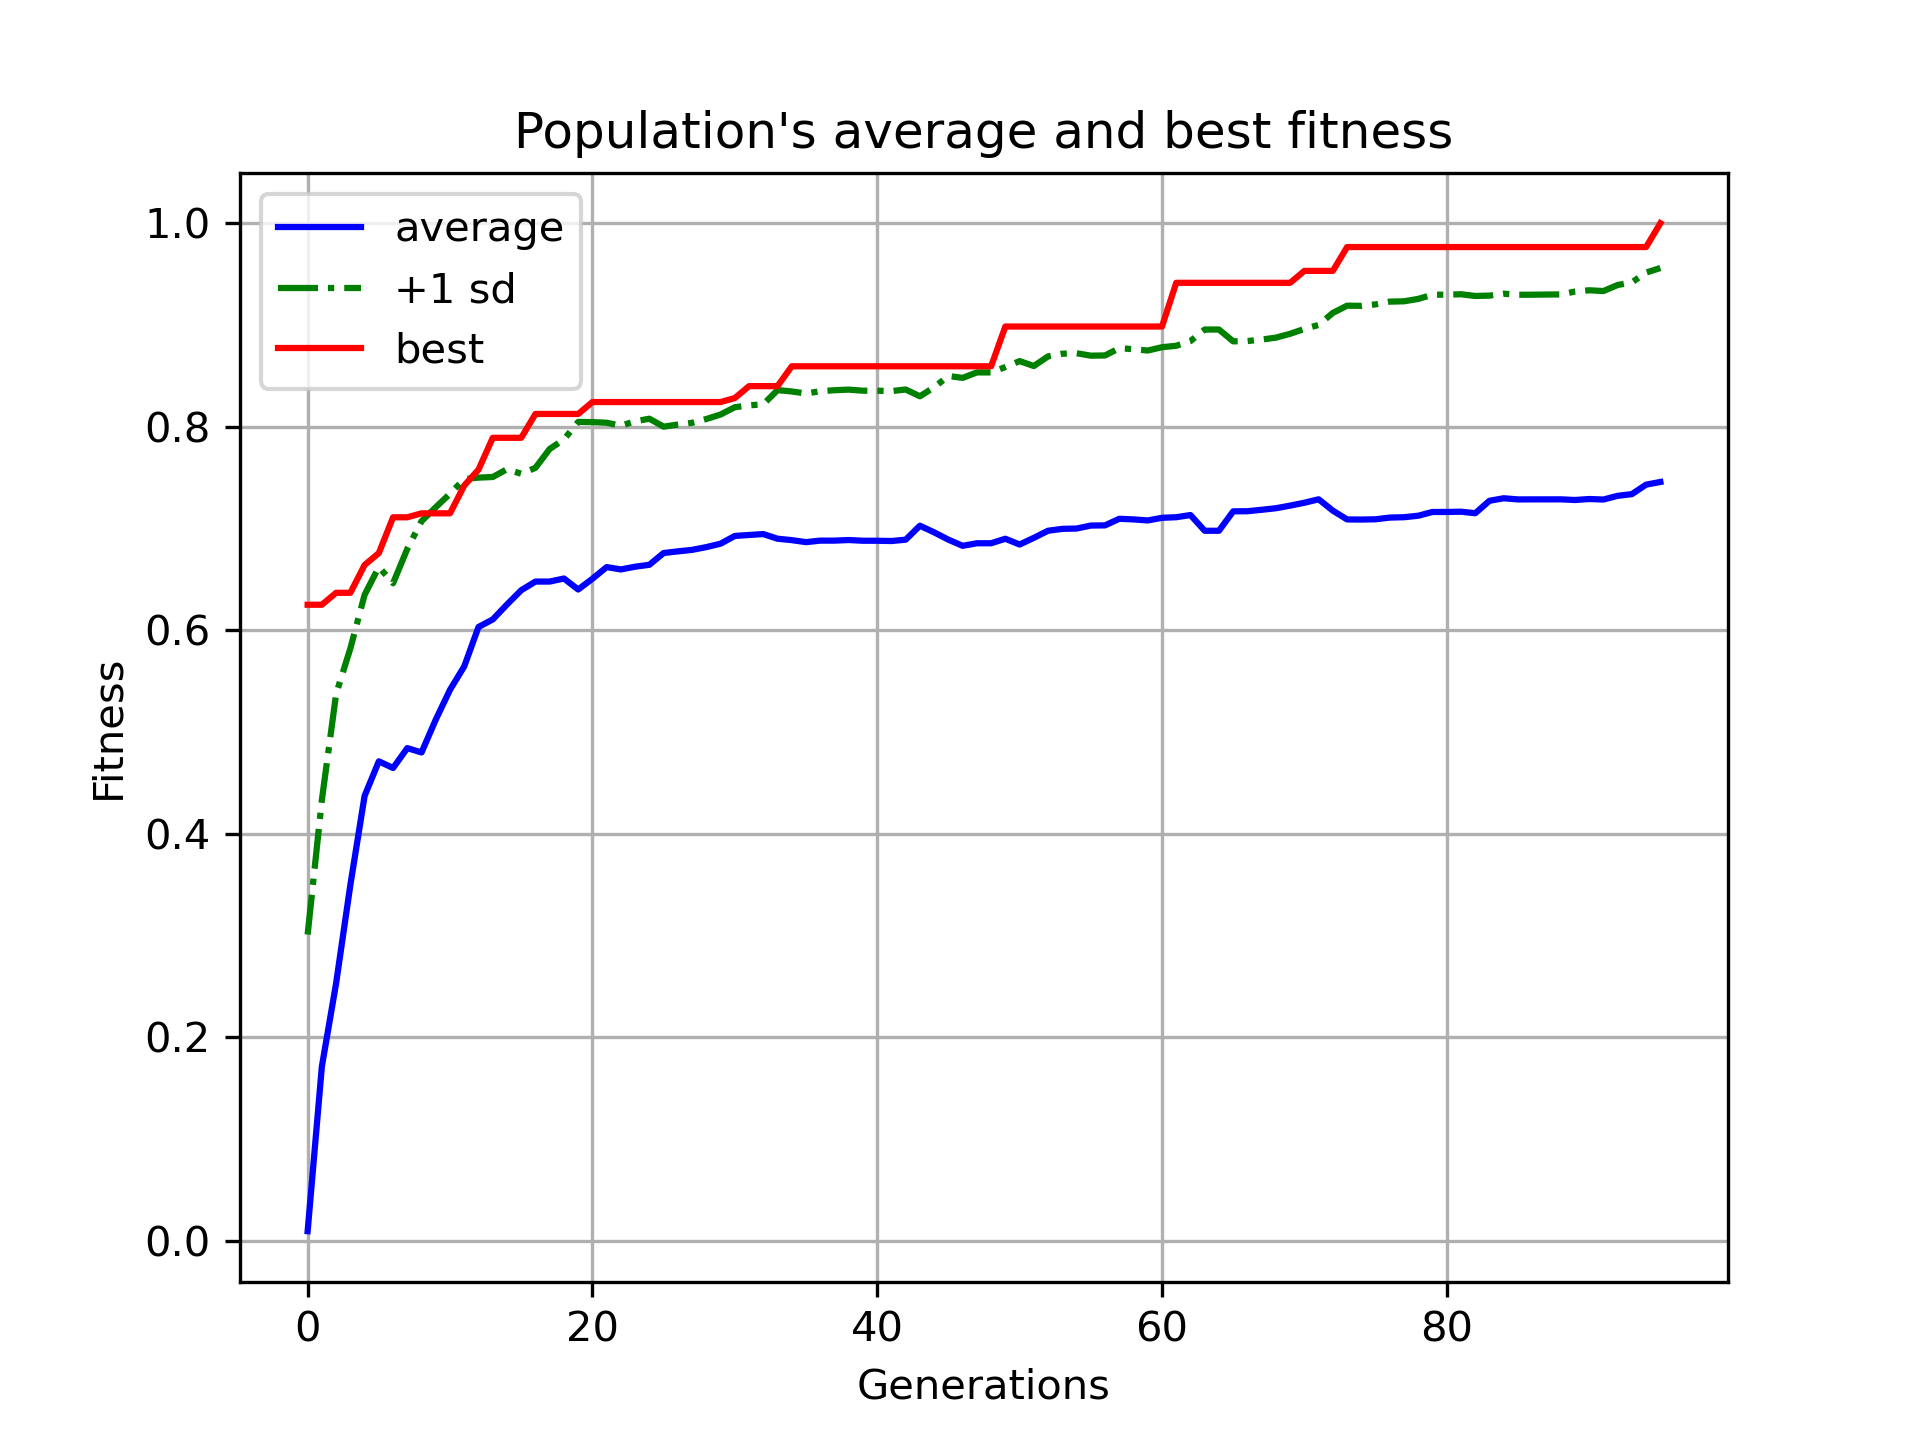 Population's average and best fitness
average
+1 sd
best
1.0
0.8
0.6
0.4
0.2
0.0
Fitness
0 20 40 60 80
Generations